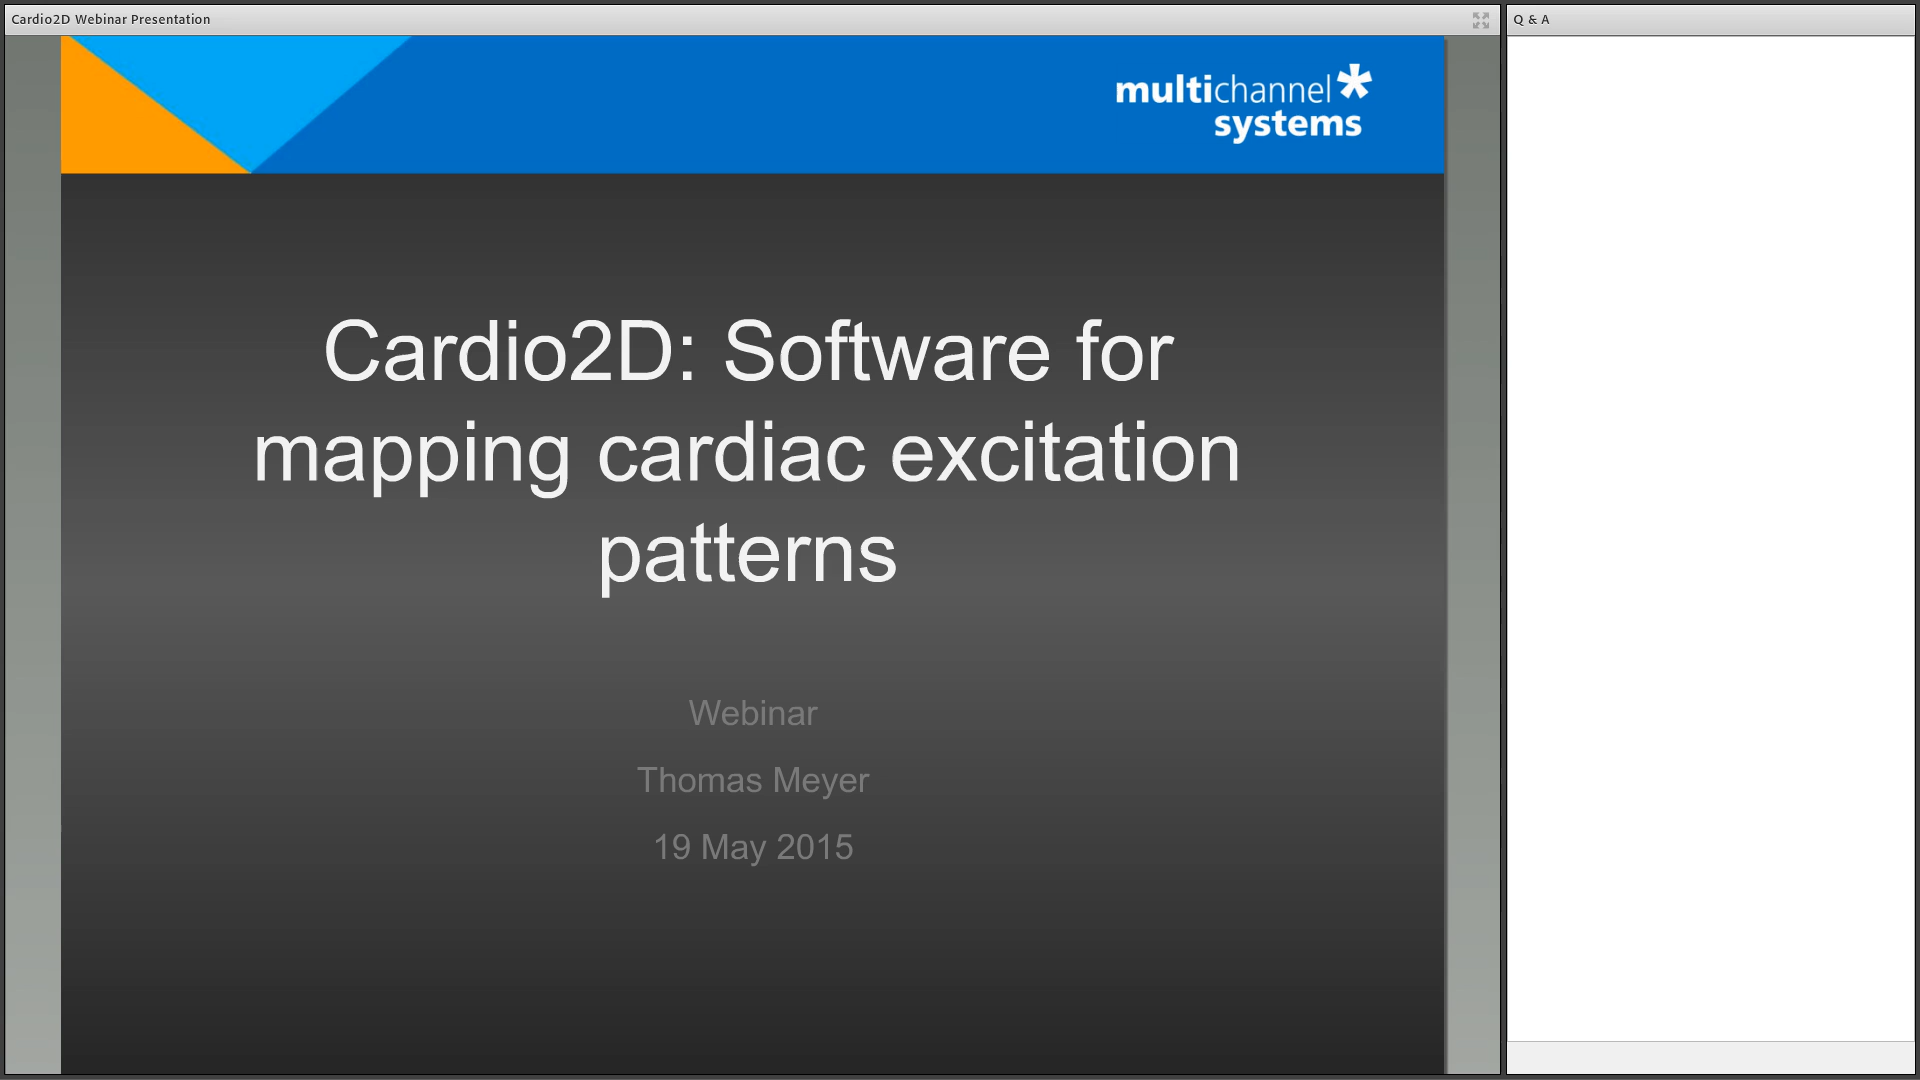 Cardio2D Webinar Presentation
Q & A
multichannel*
systems
Cardio2D: Software for
mapping cardiac excitation
patterns
Webinar
Thomas Meyer
19 May 2015